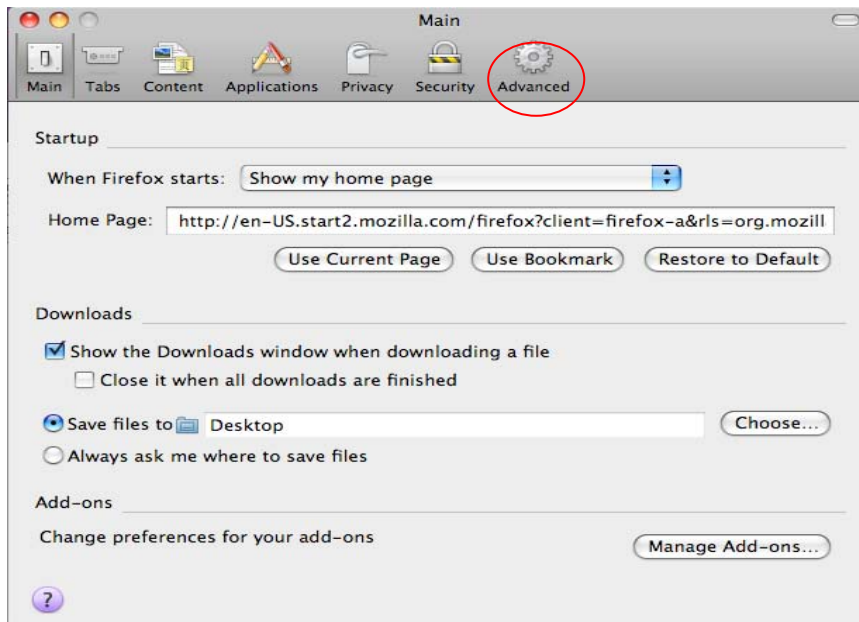 Main
Main Tabs Content Applications Privacy Security Advanced
Startup
When Firefox starts: Show my home page
Home Page: http://en-US.start2.mozilla.com/firefox?client=firefox-a&rls=org.mozill
Use Current Page Use Bookmark Restore to Default
Downloads
Show the Downloads window when downloading a file
Close it when all downloads are finished
Save files to Desktop Choose...
Always ask me where to save files
Add-ons
Change preferences for your add-ons
Manage Add-ons...
?